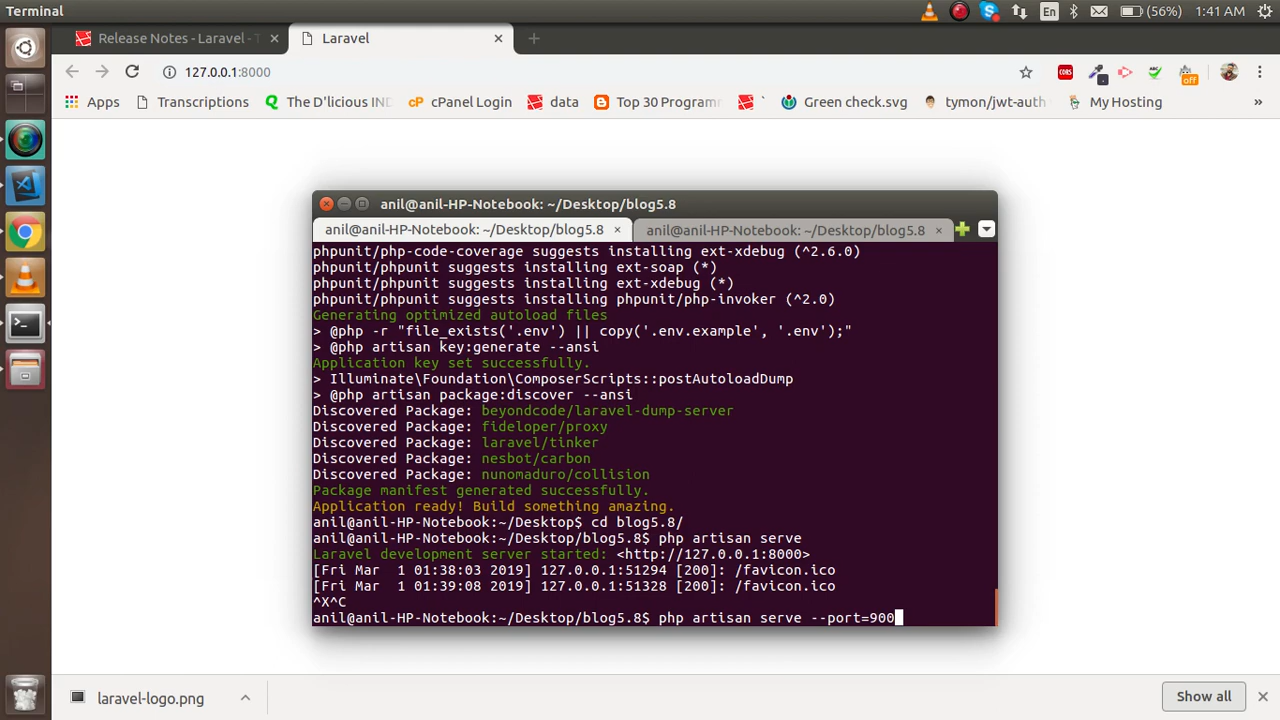 Terminal
En
(56%)
1:41 AM
Release Notes - Laravel - T
Laravel
127.0.0.1:8000
CORS
off
Apps
Transcriptions
The D'licious IND
cPanel Login
data
Top 30 Programm
`
Green check.svg
tymon/jwt-auth
My Hosting
»
anil@anil-HP-Notebook: ~/Desktop/blog5.8
anil@anil-HP-Notebook: ~/Desktop/blog5.8
anil@anil-HP-Notebook: ~/Desktop/blog5.8
phpunit/php-code-coverage suggests installing ext-xdebug (^2.6.0)
phpunit/phpunit suggests installing ext-soap (*)
phpunit/phpunit suggests installing ext-xdebug (*)
phpunit/phpunit suggests installing phpunit/php-invoker (^2.0)
Generating optimized autoload files
> @php -r "file_exists('.env') || copy('.env.example', '.env');"
> @php artisan key:generate --ansi
Application key set successfully.
> Illuminate\Foundation\ComposerScripts::postAutoloadDump
> @php artisan package:discover --ansi
Discovered Package: beyondcode/laravel-dump-server
Discovered Package: fideloper/proxy
Discovered Package: laravel/tinker
Discovered Package: nesbot/carbon
Discovered Package: nunomaduro/collision
Package manifest generated successfully.
Application ready! Build something amazing.
anil@anil-HP-Notebook:~/Desktop$ cd blog5.8/
anil@anil-HP-Notebook:~/Desktop/blog5.8$ php artisan serve
Laravel development server started: <http://127.0.0.1:8000>
[Fri Mar  1 01:38:03 2019] 127.0.0.1:51294 [200]: /favicon.ico
[Fri Mar  1 01:39:08 2019] 127.0.0.1:51328 [200]: /favicon.ico
^X^C
anil@anil-HP-Notebook:~/Desktop/blog5.8$ php artisan serve --port=900
laravel-logo.png
Show all